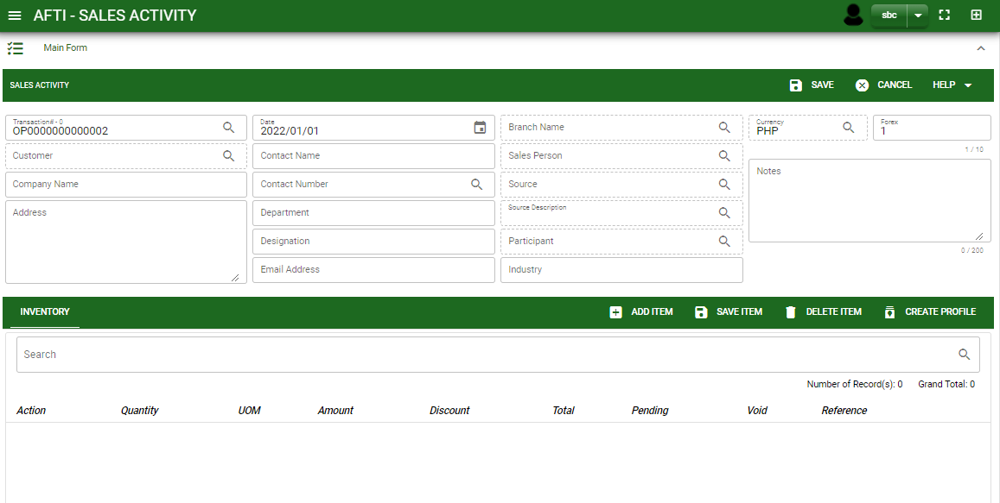 AFTI - SALES ACTIVITY
sbc
Main Form
SALES ACTIVITY
SAVE
CANCEL
HELP
Transaction# - 0
OP0000000000002
Date
2022/01/01
Branch Name
Currency
PHP
Forex
1
1 / 10
Customer
Contact Name
Sales Person
Notes
Company Name
Contact Number
Source
Address
Department
Source Description
Designation
Participant
0 / 200
Email Address
Industry
INVENTORY
ADD ITEM
SAVE ITEM
DELETE ITEM
CREATE PROFILE
Search
Number of Record(s): 0 Grand Total: 0
Action Quantity UOM Amount Discount Total Pending Void Reference